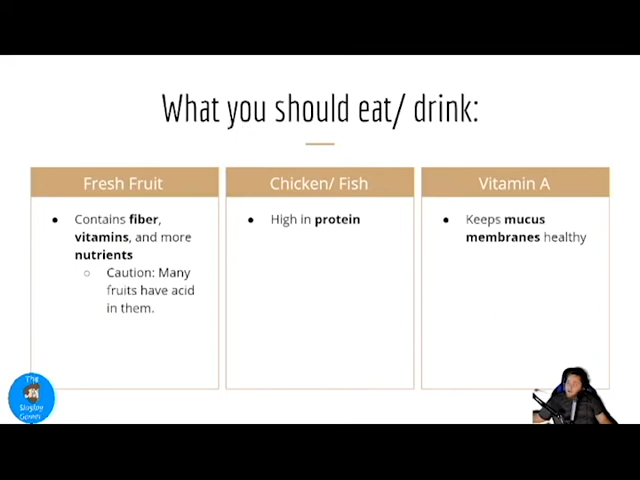 What you should eat/ drink:
Fresh Fruit
● Contains fiber,
vitamins, and more
nutrients
○ Caution: Many
fruits have acid
in them.
Chicken/ Fish
● High in protein
Vitamin A
● Keeps mucus
membranes healthy
The